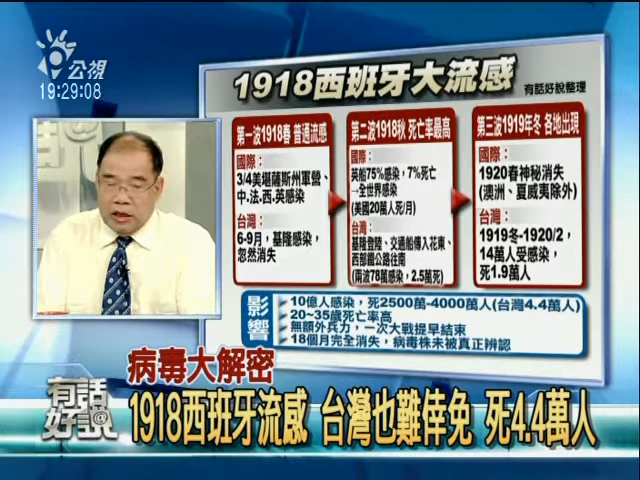 公視
19:29:08
1918西班牙大流感
有話好說整理
第一波1918春 普通流感
國際：
3/4美堪薩斯州軍營、
中.法.西.英感染
台灣：
6-9月，基隆感染，
忽然消失
第二波1918秋 死亡率最高
國際：
英船75%感染，7%死亡
→全世界感染
(美國20萬人死/月)
台灣：
基隆登陸、交通船傳入花東、
西部鐵公路往南
(兩波78萬感染，2.5萬死)
第三波1919年冬 各地出現
國際：
1920春神秘消失
(澳洲、夏威夷除外)
台灣：
1919冬-1920/2，
14萬人受感染，
死1.9萬人
影響
10億人感染，死2500萬-4000萬人(台灣4.4萬人)
20~35歲死亡率高
無額外兵力，一次大戰提早結束
18個月完全消失，病毒株未被真正辨認
病毒大解密
有話好說@
1918西班牙流感 台灣也難倖免 死4.4萬人